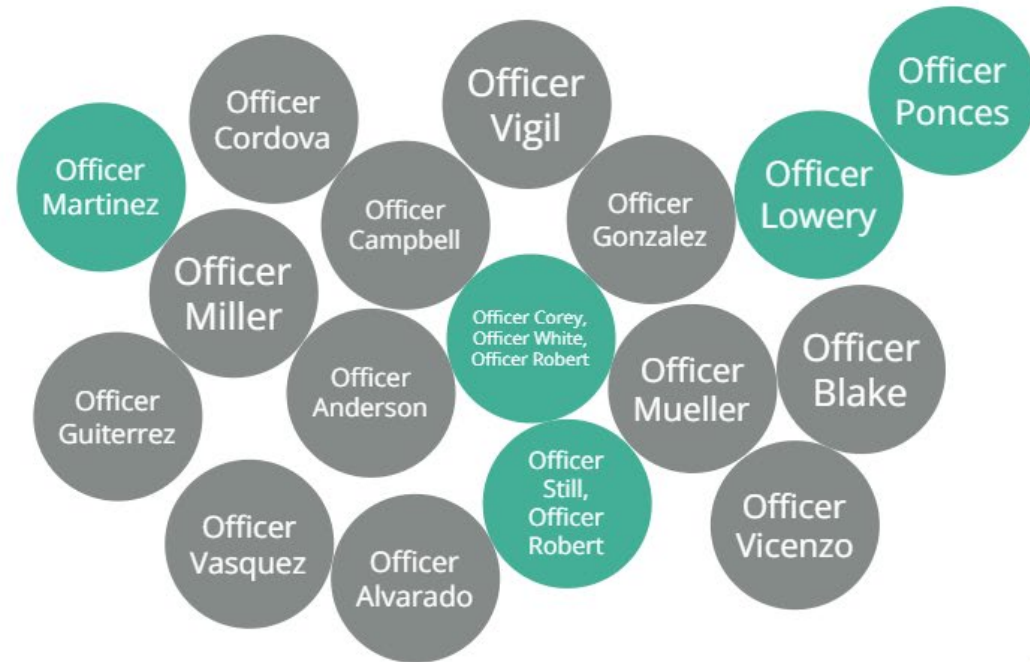 Officer
Ponces
Officer
Vigil
Officer
Cordova
Officer
Martinez
Officer
Lowery
Officer
Campbell
Officer
Gonzalez
Officer
Miller
Officer Corey,
Officer White,
Officer Robert
Officer
Blake
Officer
Anderson
Officer
Mueller
Officer
Guiterrez
Officer
Still,
Officer
Robert
Officer
Vicenzo
Officer
Vasquez
Officer
Alvarado